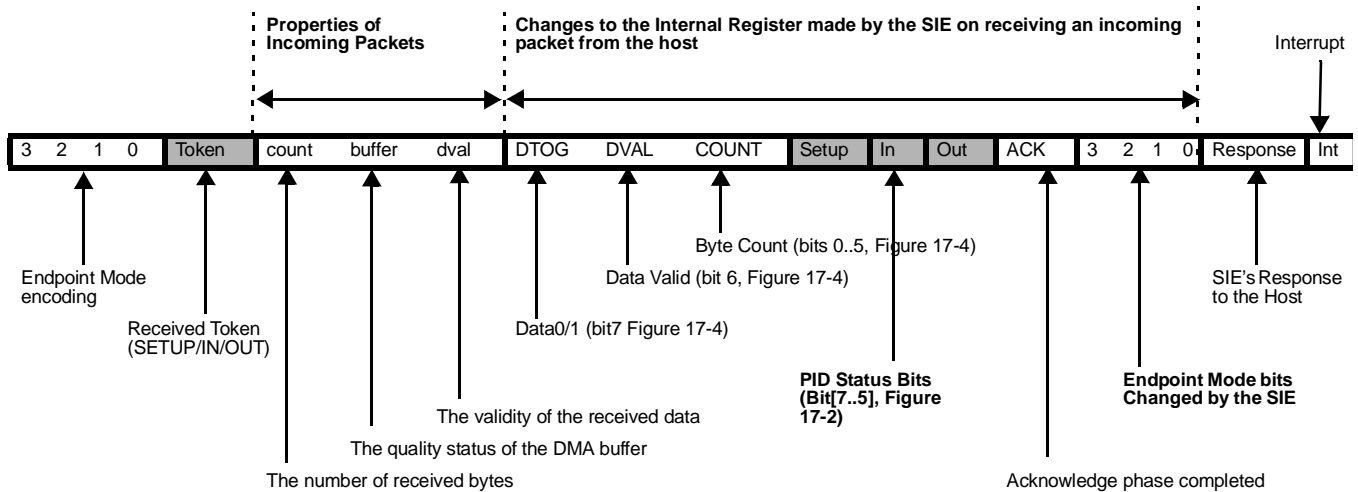 Properties of
Incoming Packets
Changes to the Internal Register made by the SIE on receiving an incoming
packet from the host
Interrupt
3 2 1 0 Token count buffer dval DTOG DVAL COUNT Setup In Out ACK 3 2 1 0 Response Int
Byte Count (bits 0..5, Figure 17-4)
Endpoint Mode
encoding
Data Valid (bit 6, Figure 17-4)
SIE's Response
to the Host
Received Token
(SETUP/IN/OUT)
Data0/1 (bit7 Figure 17-4)
PID Status Bits
(Bit[7..5], Figure
17-2)
Endpoint Mode bits
Changed by the SIE
The validity of the received data
The quality status of the DMA buffer
The number of received bytes
Acknowledge phase completed